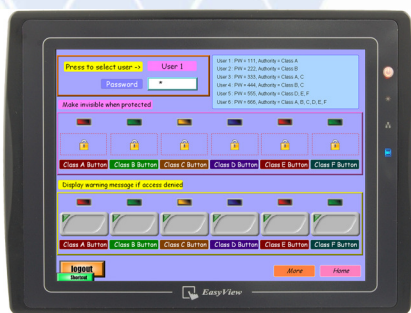 Press to select user -> User 1
Password *
User 1 : PW = 111, Authority = Class A
User 2 : PW = 222, Authority = Class B
User 3 : PW = 333, Authority = Class A, C
User 4 : PW = 444, Authority = Class B, C
User 5 : PW = 555, Authority = Class D, E, F
User 6 : PW = 666, Authority = Class A, B, C, D, E, F
Make invisible when protected
Class A Button Class B Button Class C Button Class D Button Class E Button Class F Button
Display warning message if access denied
Class A Button Class B Button Class C Button Class D Button Class E Button Class F Button
logout
Shortcut
More Home
EasyView